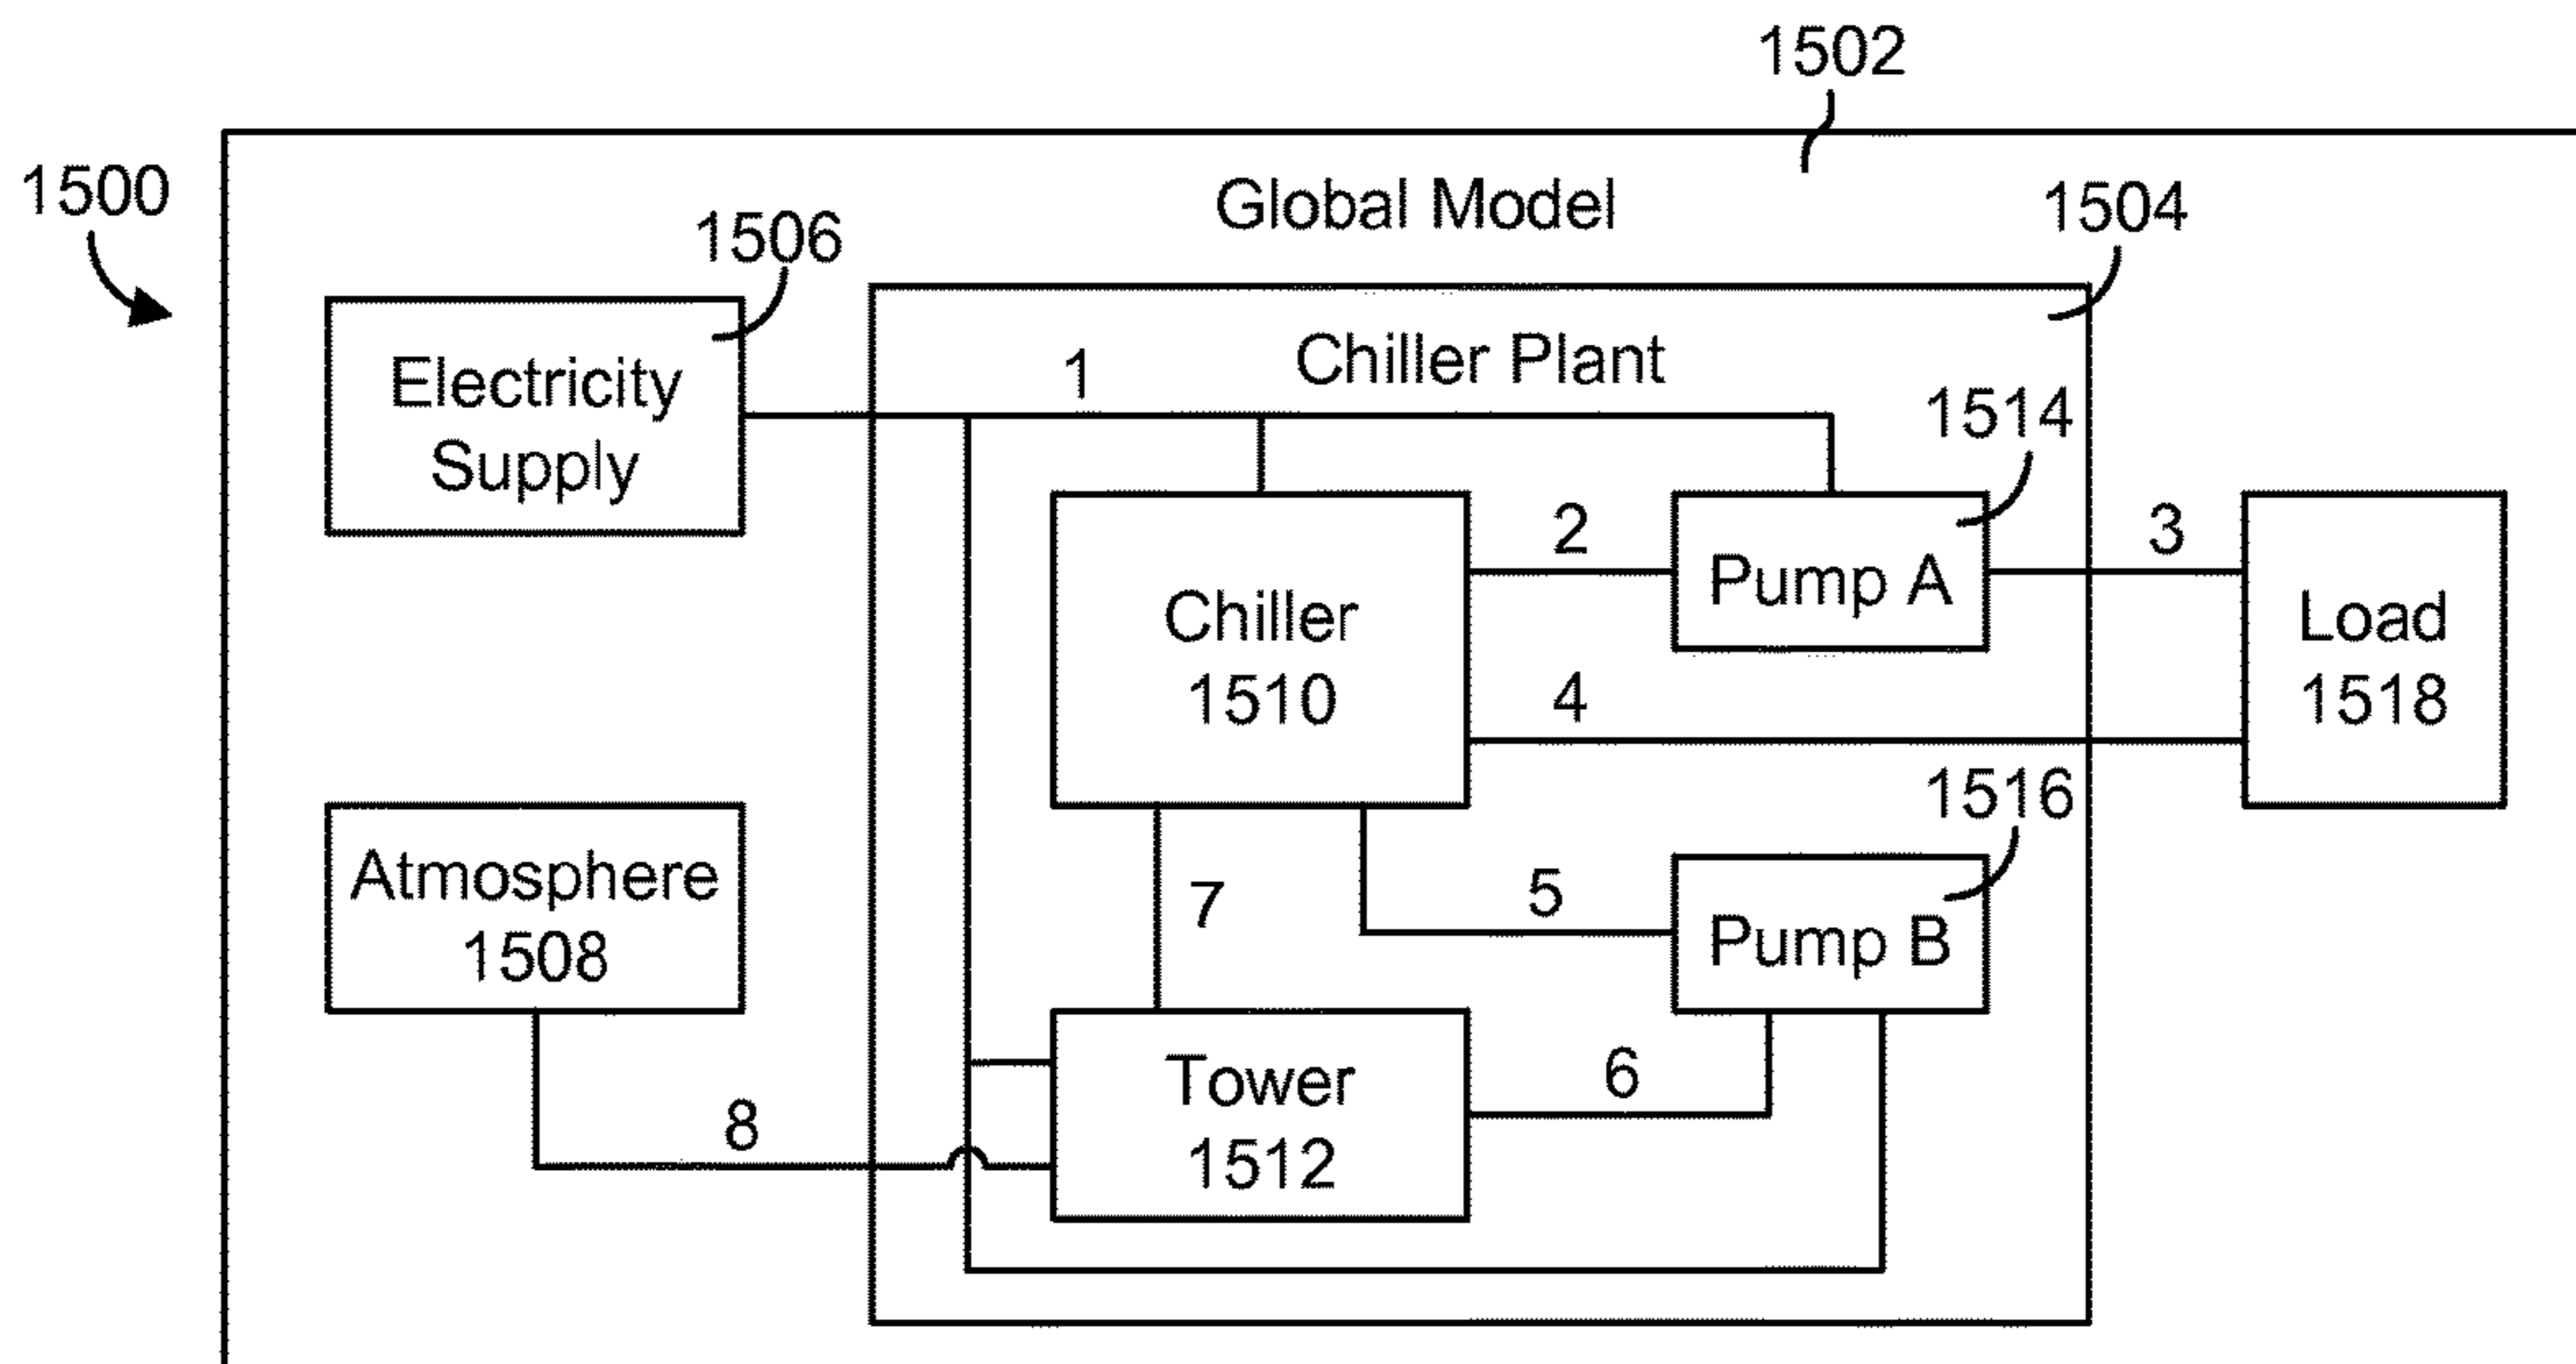 1502
1500
Global Model
1504
1506
Electricity
Supply
1
Chiller Plant
1514
2
Pump A
3
Chiller
1510
Load
1518
4
1516
Atmosphere
1508
7
5
Pump B
Tower
1512
6
8